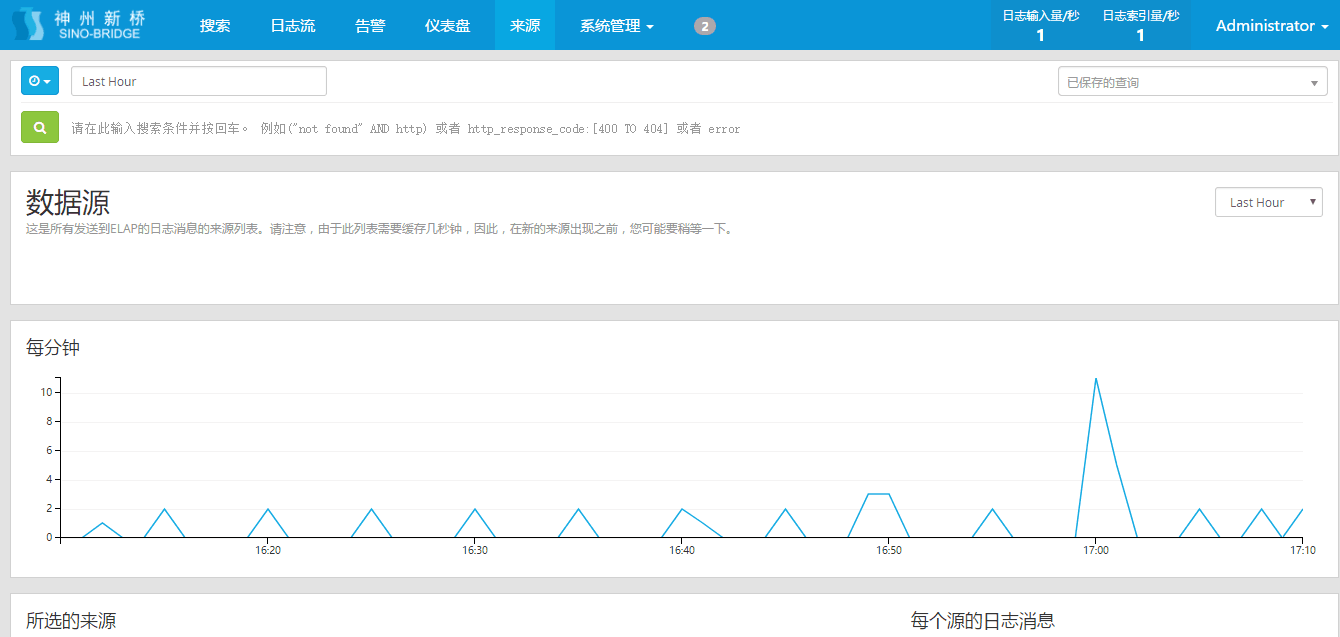 神州新桥
SINO-BRIDGE
搜索 日志流 告警 仪表盘 来源 系统管理 2
日志输入量/秒 日志索引量/秒
1 1
Administrator
Last Hour
已保存的查询
请在此输入搜索条件并按回车。 例如("not found" AND http) 或者 http_response_code:[400 TO 404] 或者 error
数据源
Last Hour
这是所有发送到ELAP的日志消息的来源列表。请注意，由于此列表需要缓存几秒钟，因此，在新的来源出现之前，您可能要稍等一下。
每分钟
10
8
6
4
2
0
16:20 16:30 16:40 16:50 17:00 17:10
所选的来源 每个源的日志消息